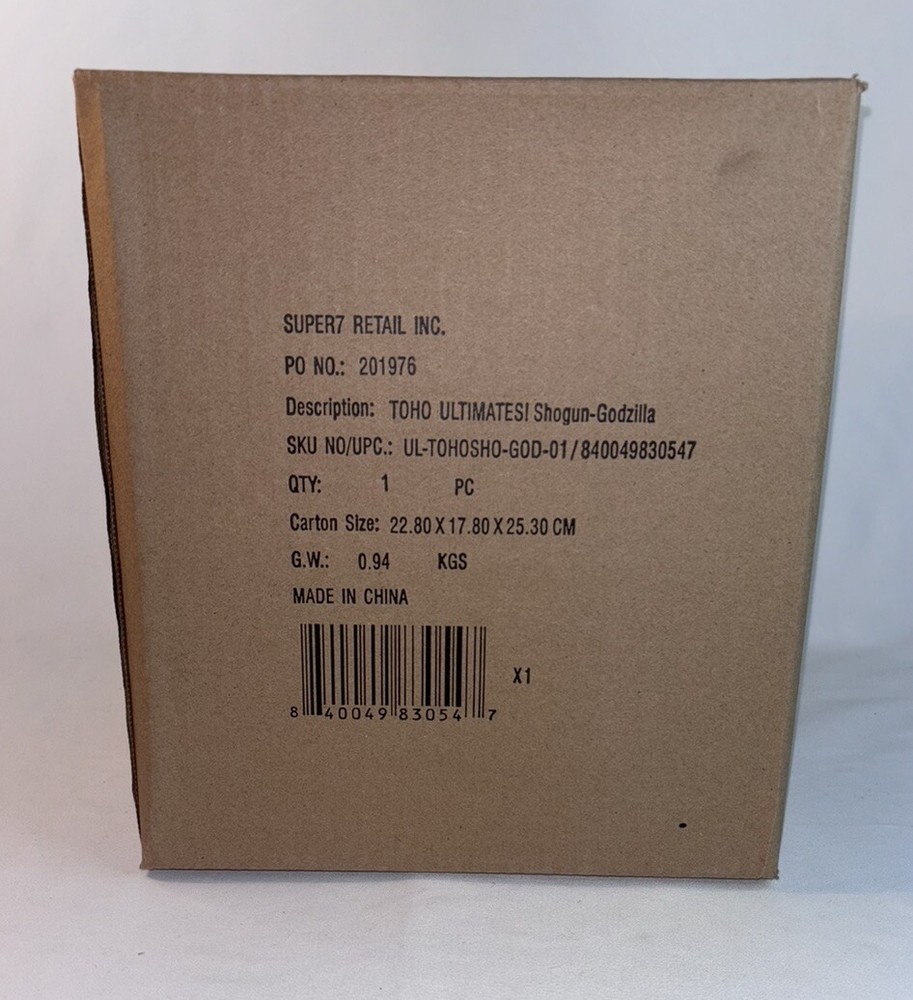 SUPER7 RETAIL INC.
PO NO.: 201976
Description: TOHO ULTIMATES! Shogun-Godzilla
SKU NO/UPC.: UL-TOHOSHO-GOD-01/840049830547
QTY: 1 PC
Carton Size: 22.80 X 17.80 X 25.30 CM
G.W.: 0.94 KGS
MADE IN CHINA
X1
8 40049 83054 7